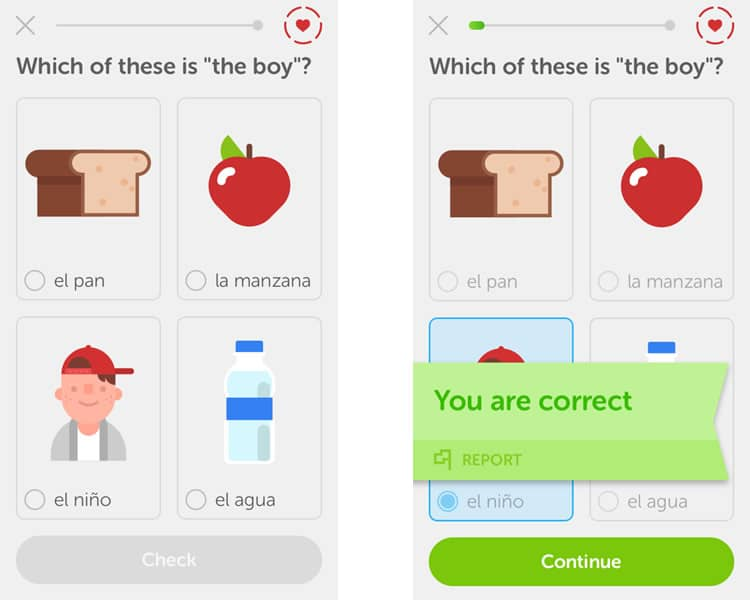 Which of these is "the boy"?
el pan
la manzana
el niño
el agua
Check
Which of these is "the boy"?
el pan
la manzana
You are correct
REPORT
el niño
el agua
Continue